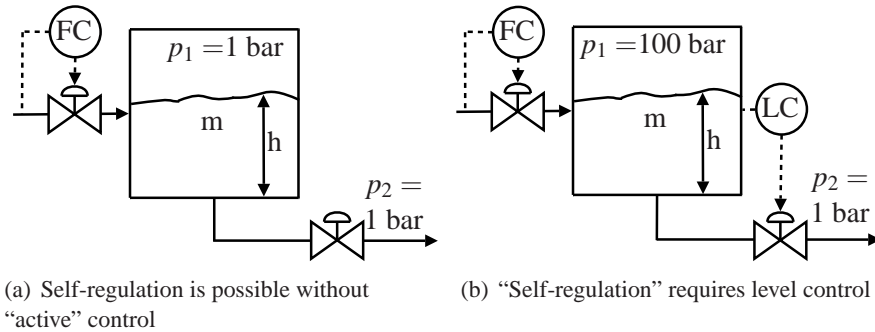 FC
p₁ =1 bar
m
h
p₂ =
1 bar
(a) Self-regulation is possible without
“active” control
FC
p₁ =100 bar
LC
m
h
p₂ =
1 bar
(b) “Self-regulation” requires level control